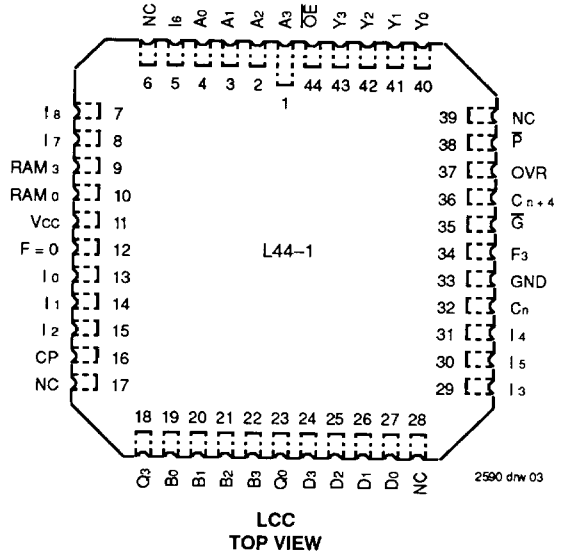 NC I6 A0 A1 A2 A3 OE Y3 Y2 Y1 Y0
6 5 4 3 2 1 44 43 42 41 40
I8 7
I7 8
RAM3 9
RAM0 10
VCC 11
F = 0 12
I0 13
I1 14
I2 15
CP 16
NC 17
L44–1
39 NC
38 P̅
37 OVR
36 Cn + 4
35 G̅
34 F3
33 GND
32 Cn
31 I4
30 I5
29 I3
18 19 20 21 22 23 24 25 26 27 28
Q3 B0 B1 B2 B3 Q0 D3 D2 D1 D0 NC
2590 drw 03
LCC
TOP VIEW